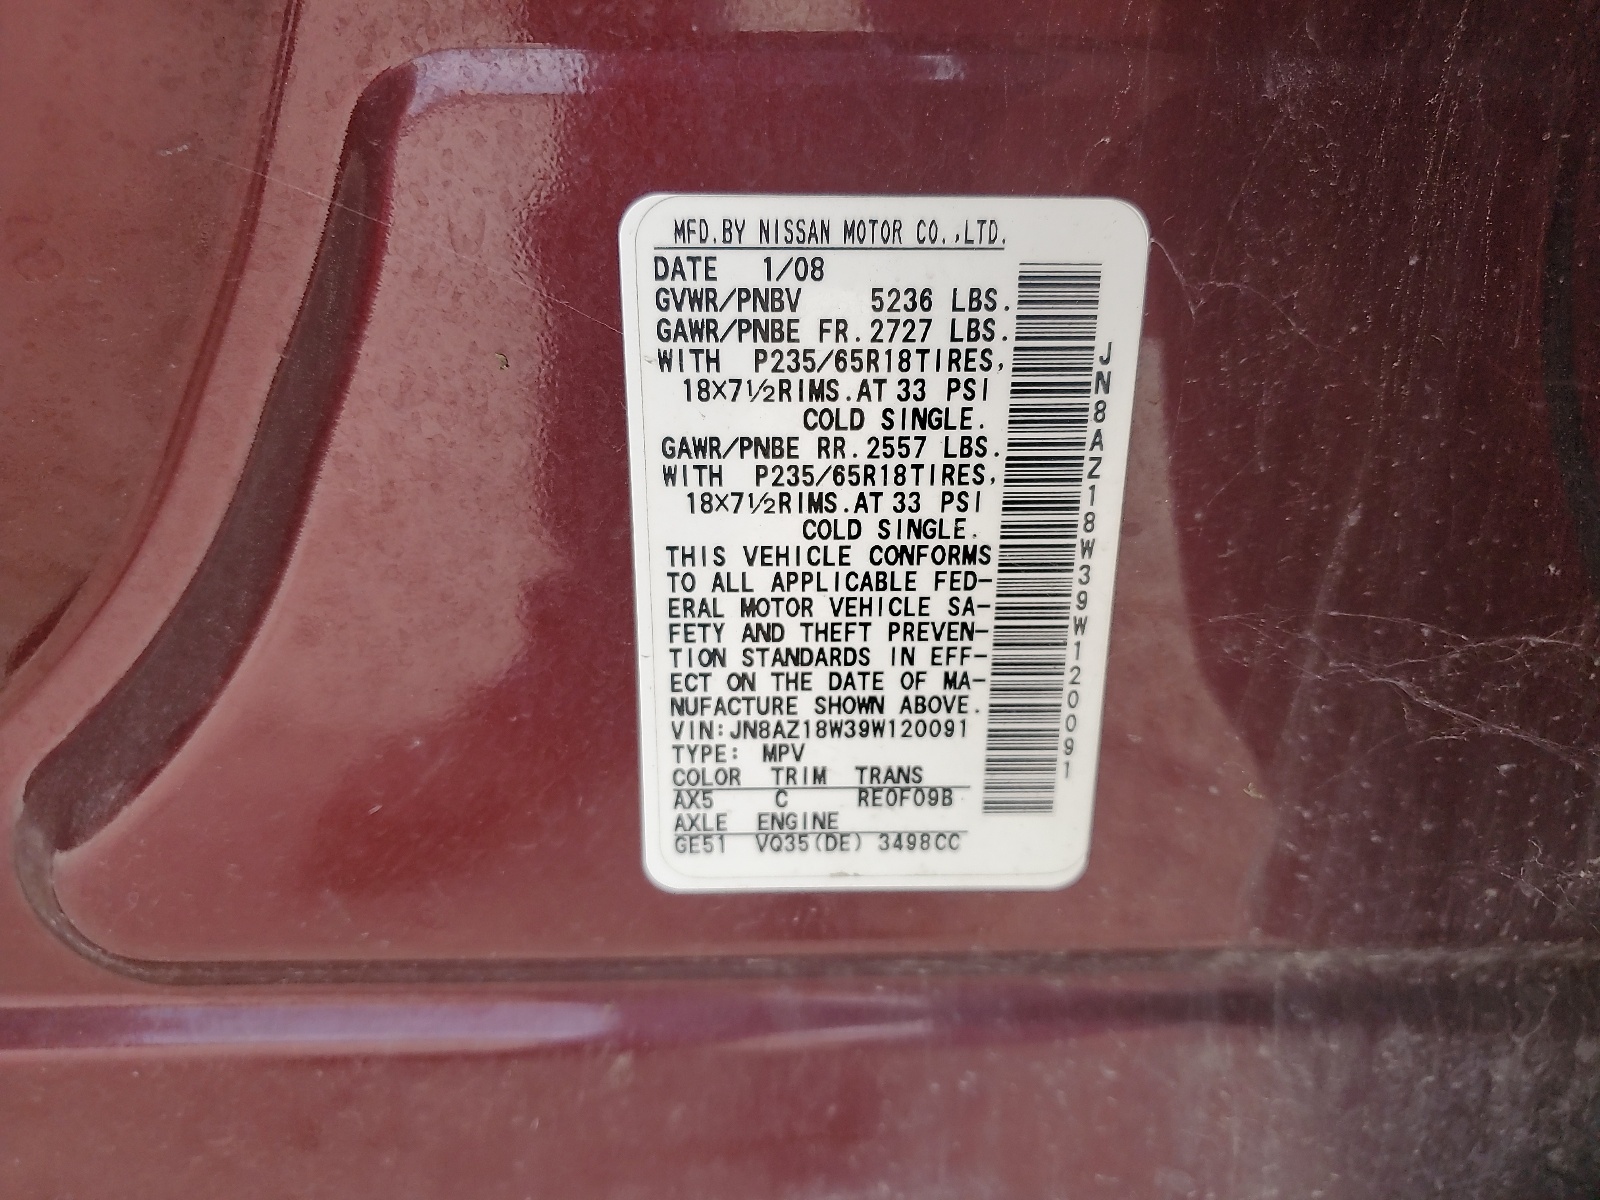 MFD.BY NISSAN MOTOR CO.,LTD.
DATE 1/08
GVWR/PNBV 5236 LBS.
GAWR/PNBE FR. 2727 LBS.
WITH P235/65R18TIRES,
18X7½RIMS.AT 33 PSI
COLD SINGLE.
GAWR/PNBE RR. 2557 LBS.
WITH P235/65R18TIRES,
18X7½RIMS.AT 33 PSI
COLD SINGLE.
THIS VEHICLE CONFORMS
TO ALL APPLICABLE FED-
ERAL MOTOR VEHICLE SA-
FETY AND THEFT PREVEN-
TION STANDARDS IN EFF-
ECT ON THE DATE OF MA-
NUFACTURE SHOWN ABOVE.
VIN:JN8AZ18W39W120091
TYPE: MPV
COLOR TRIM TRANS
AX5 C RE0F09B
AXLE ENGINE
GE51 VQ35(DE) 3498CC
JN8AZ18W39W120091